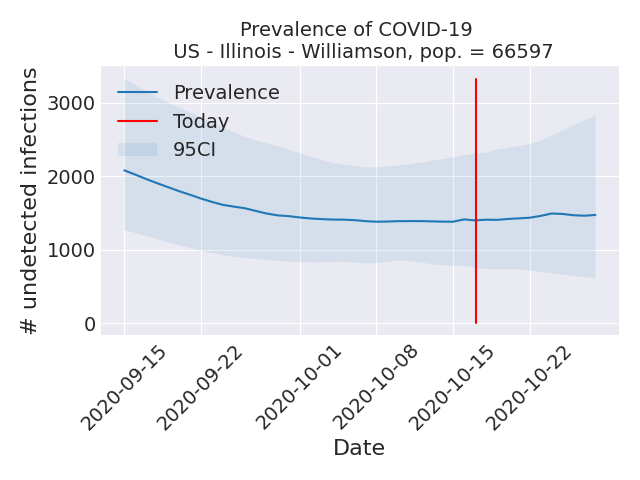 Prevalence of COVID-19
US - Illinois - Williamson, pop. = 66597
# undetected infections
3000
2000
1000
0
Prevalence
Today
95CI
2020-09-15
2020-09-22
2020-10-01
2020-10-08
2020-10-15
2020-10-22
Date